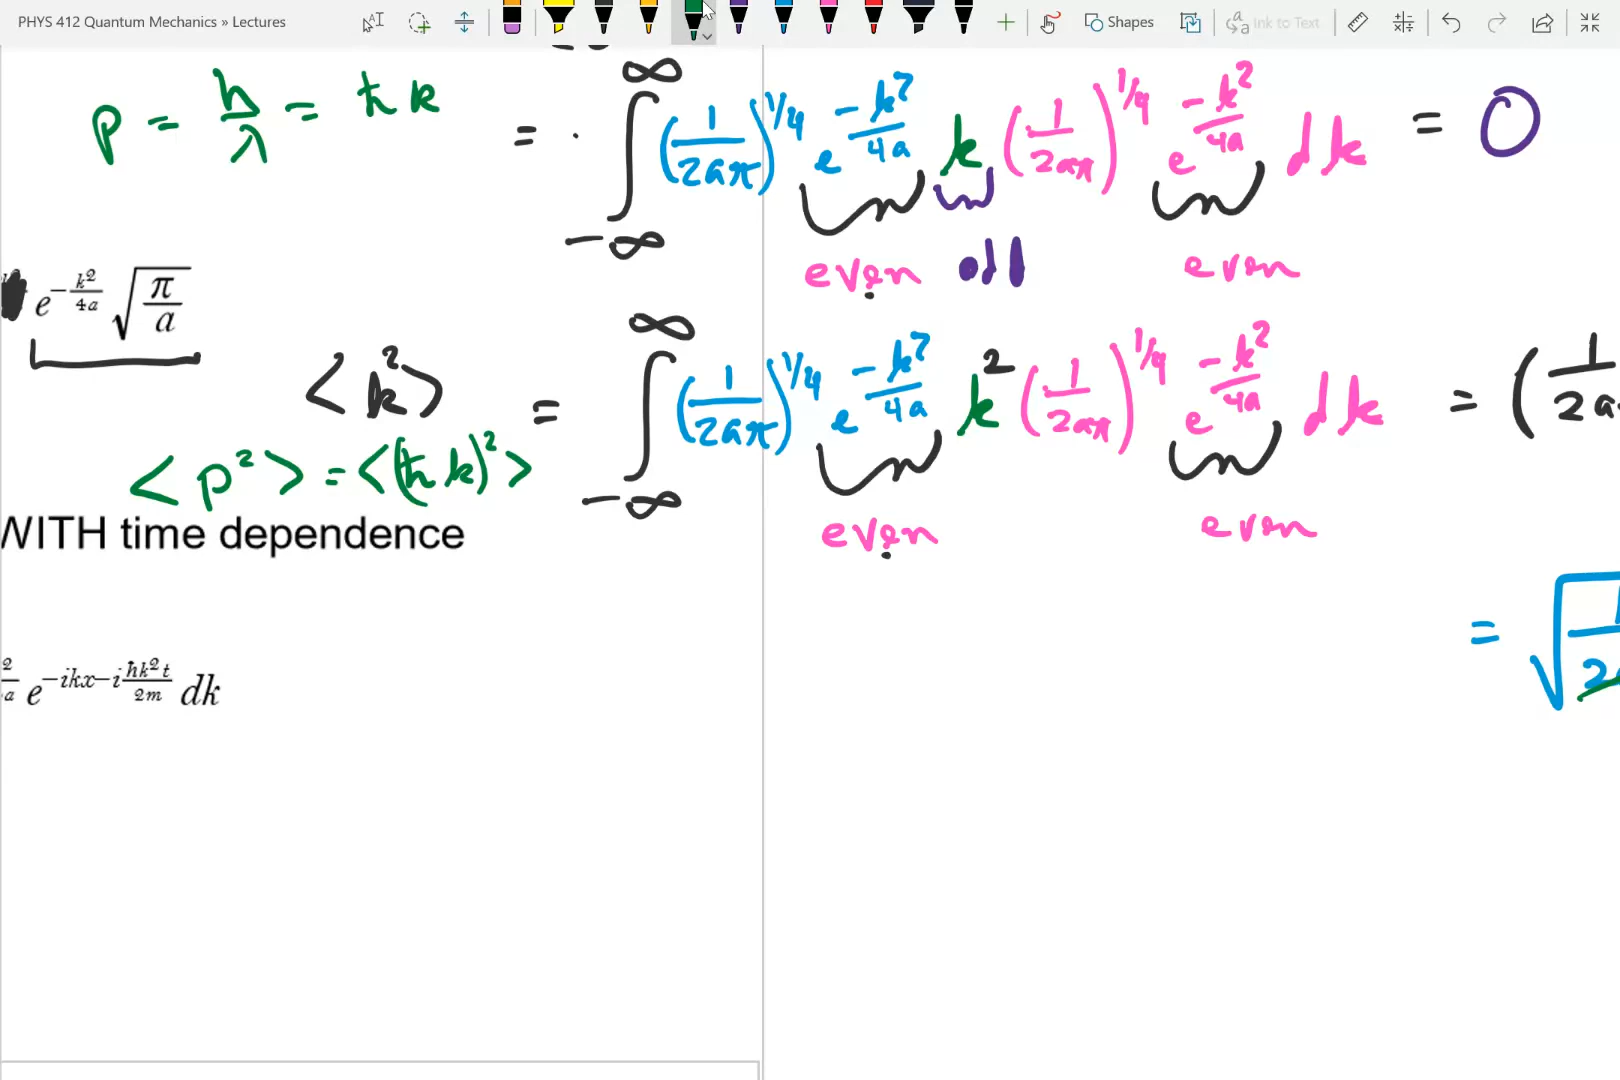 PHYS 412 Quantum Mechanics » Lectures
Shapes
Ink to Text
p = h/λ = ħk
= ∫_{-∞}^{∞} (1/2aπ)^{1/4} e^{-k²/4a} k (1/2aπ)^{1/4} e^{-k²/4a} dk = 0
even odd even
e^{-k²/4a} √(π/a)
<k²> = ∫_{-∞}^{∞} (1/2aπ)^{1/4} e^{-k²/4a} k² (1/2aπ)^{1/4} e^{-k²/4a} dk = (1/2a
<p²> = <(ħk)²>
even even
WITH time dependence
= √
e^{-ikx-i ħk²t/2m} dk